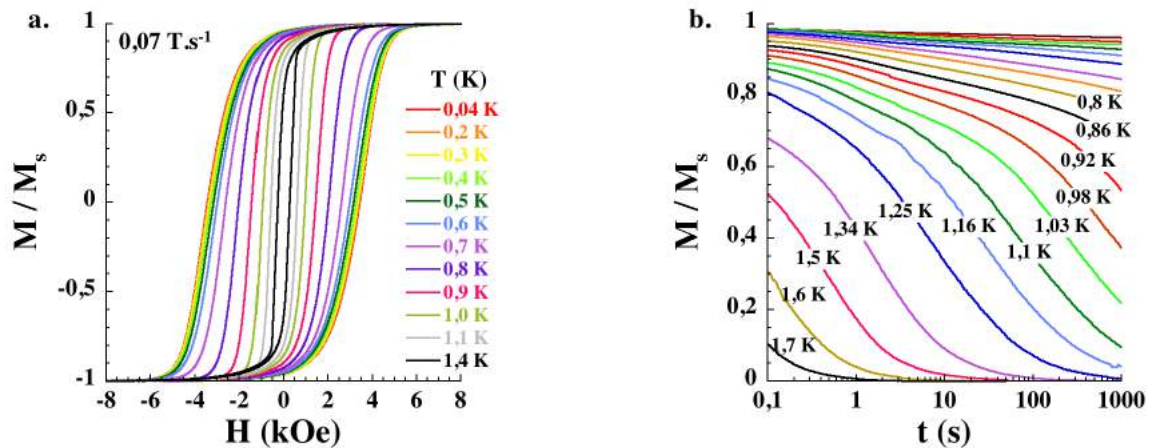 a.
0,07 T.s-1
T (K)
0,04 K
0,2 K
0,3 K
0,4 K
0,5 K
0,6 K
0,7 K
0,8 K
0,9 K
1,0 K
1,1 K
1,4 K
1
0,5
0
-0,5
-1
M / Ms
-8 -6 -4 -2 0 2 4 6 8
H (kOe)
b.
1
0,8
0,6
0,4
0,2
0
M / Ms
0,8 K
0,86 K
0,92 K
0,98 K
1,03 K
1,1 K
1,16 K
1,25 K
1,34 K
1,5 K
1,6 K
1,7 K
0,1 1 10 100 1000
t (s)